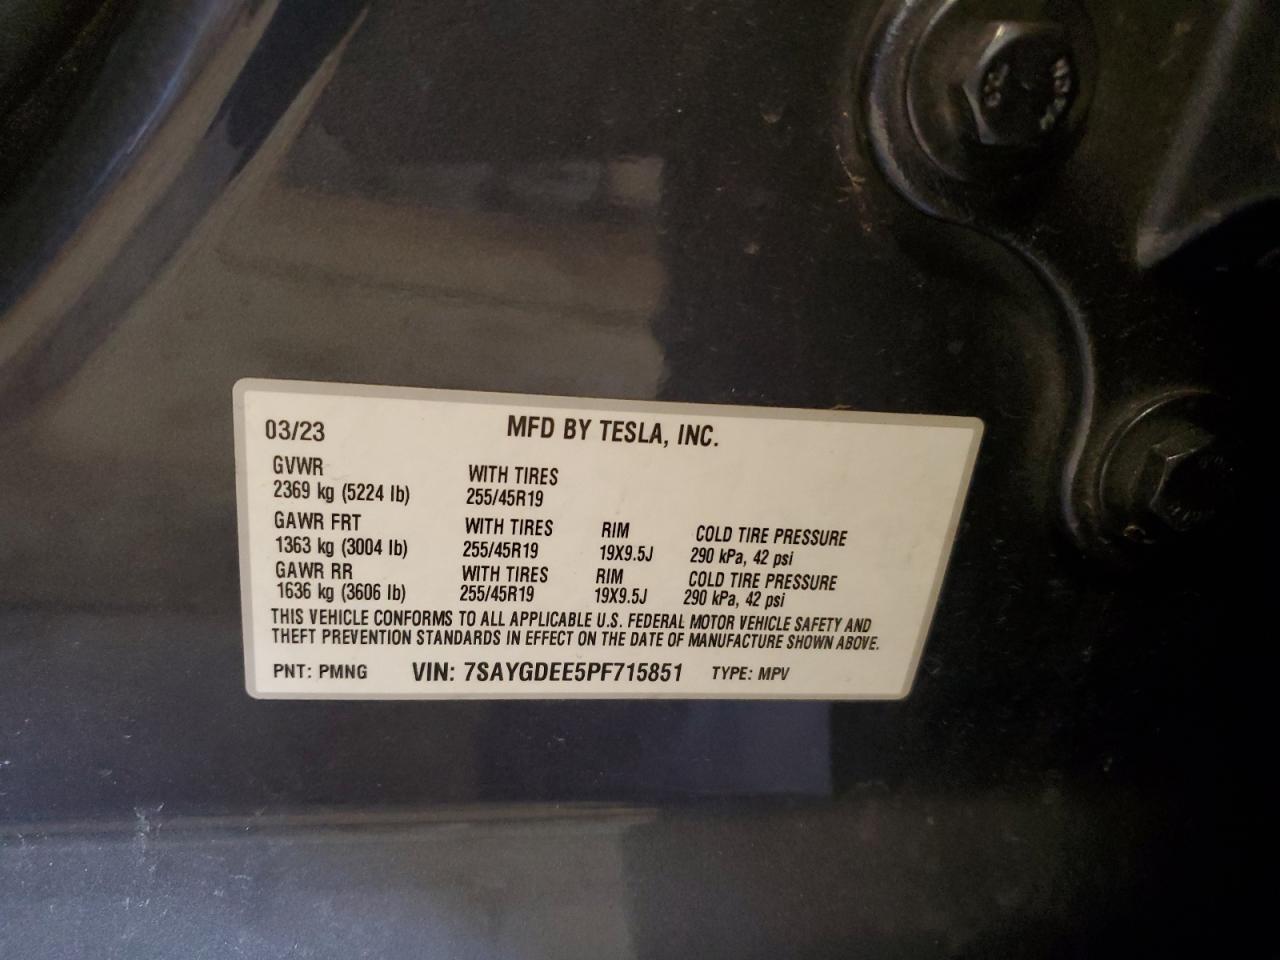 03/23 MFD BY TESLA, INC.
GVWR WITH TIRES
2369 kg (5224 lb) 255/45R19
GAWR FRT WITH TIRES RIM COLD TIRE PRESSURE
1363 kg (3004 lb) 255/45R19 19X9.5J 290 kPa, 42 psi
GAWR RR WITH TIRES RIM COLD TIRE PRESSURE
1636 kg (3606 lb) 255/45R19 19X9.5J 290 kPa, 42 psi
THIS VEHICLE CONFORMS TO ALL APPLICABLE U.S. FEDERAL MOTOR VEHICLE SAFETY AND
THEFT PREVENTION STANDARDS IN EFFECT ON THE DATE OF MANUFACTURE SHOWN ABOVE.
PNT: PMNG VIN: 7SAYGDEE5PF715851 TYPE: MPV